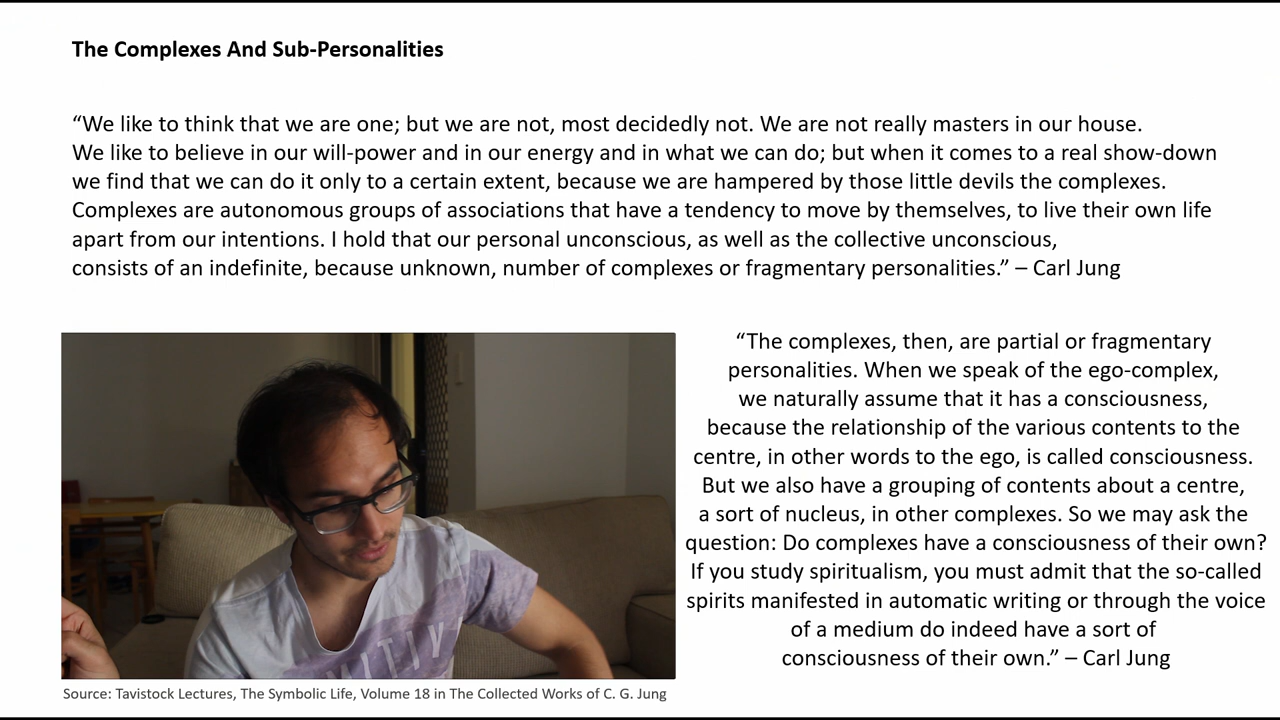 The Complexes And Sub-Personalities
“We like to think that we are one; but we are not, most decidedly not. We are not really masters in our house.
We like to believe in our will-power and in our energy and in what we can do; but when it comes to a real show-down
we find that we can do it only to a certain extent, because we are hampered by those little devils the complexes.
Complexes are autonomous groups of associations that have a tendency to move by themselves, to live their own life
apart from our intentions. I hold that our personal unconscious, as well as the collective unconscious,
consists of an indefinite, because unknown, number of complexes or fragmentary personalities.” – Carl Jung
“The complexes, then, are partial or fragmentary
personalities. When we speak of the ego-complex,
we naturally assume that it has a consciousness,
because the relationship of the various contents to the
centre, in other words to the ego, is called consciousness.
But we also have a grouping of contents about a centre,
a sort of nucleus, in other complexes. So we may ask the
question: Do complexes have a consciousness of their own?
If you study spiritualism, you must admit that the so-called
spirits manifested in automatic writing or through the voice
of a medium do indeed have a sort of
consciousness of their own.” – Carl Jung
Source: Tavistock Lectures, The Symbolic Life, Volume 18 in The Collected Works of C. G. Jung